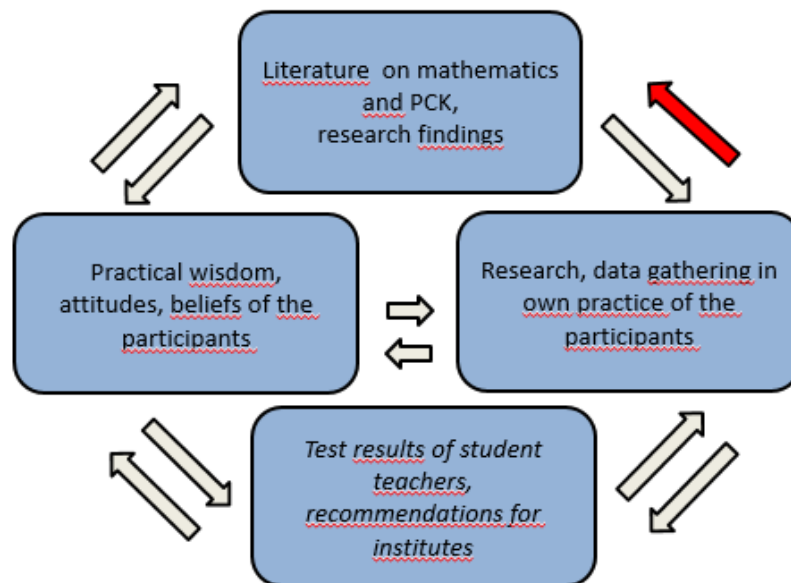 Literature on mathematics
and PCK,
research findings
Practical wisdom,
attitudes, beliefs of the
participants
Research, data gathering in
own practice of the
participants
Test results of student
teachers,
recommendations for
institutes